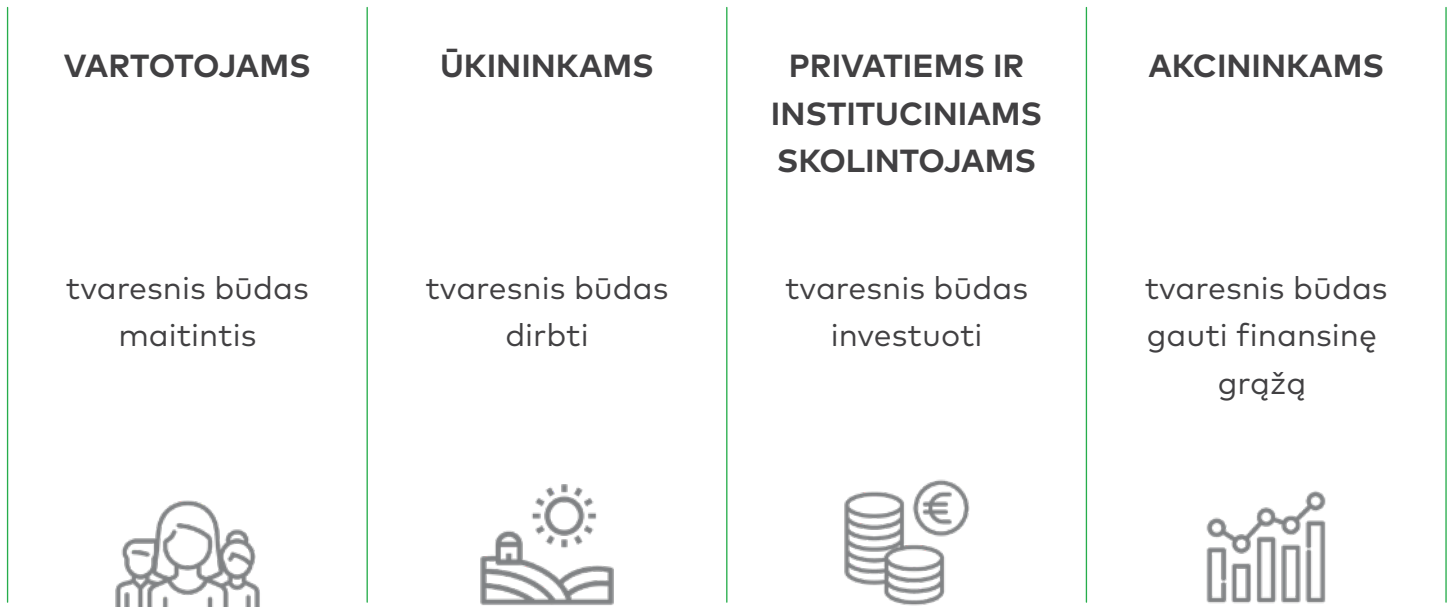 VARTOTOJAMS
tvaresnis būdas
maitintis
ŪKININKAMS
tvaresnis būdas
dirbti
PRIVATIEMS IR
INSTITUCINIAMS
SKOLINTOJAMS
tvaresnis būdas
investuoti
€
AKCININKAMS
tvaresnis būdas
gauti finansinę
grąžą